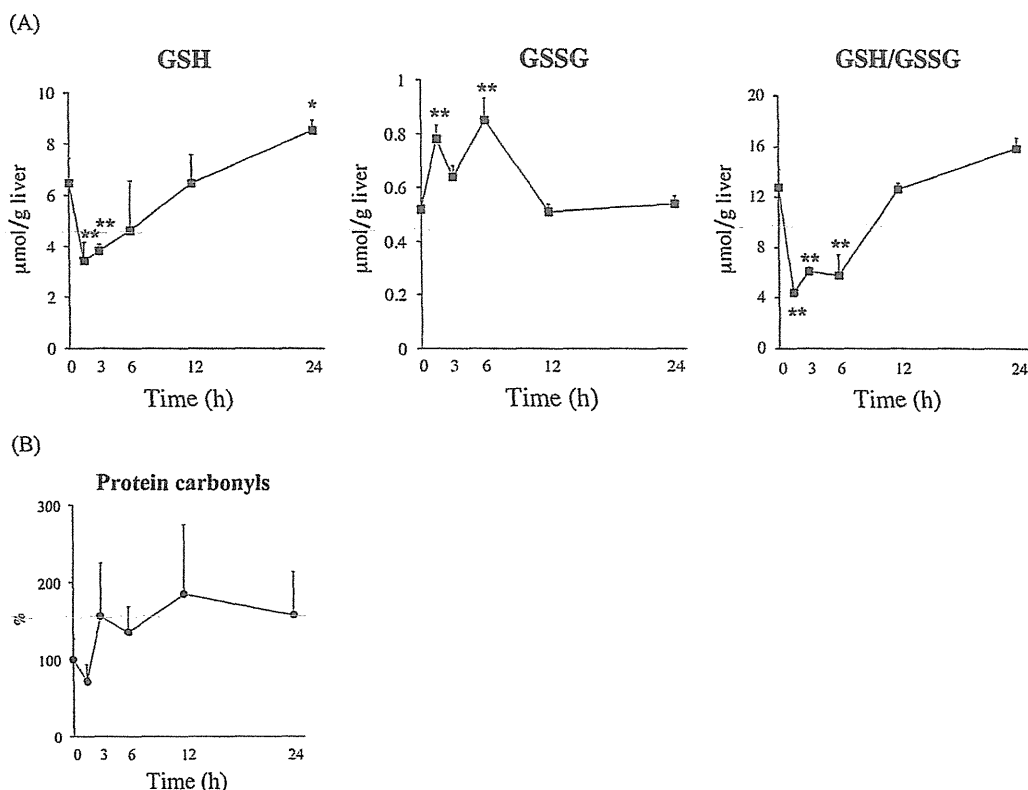 (A)
GSH
GSSG
GSH/GSSG
μmol/g liver
10
8
6
4
2
0
**
**
*
0 3 6 12 24
Time (h)
μmol/g liver
1
0.8
0.6
0.4
0.2
0
**
**
0 3 6 12 24
Time (h)
μmol/g liver
20
16
12
8
4
0
**
**
**
0 3 6 12 24
Time (h)
(B)
Protein carbonyls
%
300
200
100
0
0 3 6 12 24
Time (h)